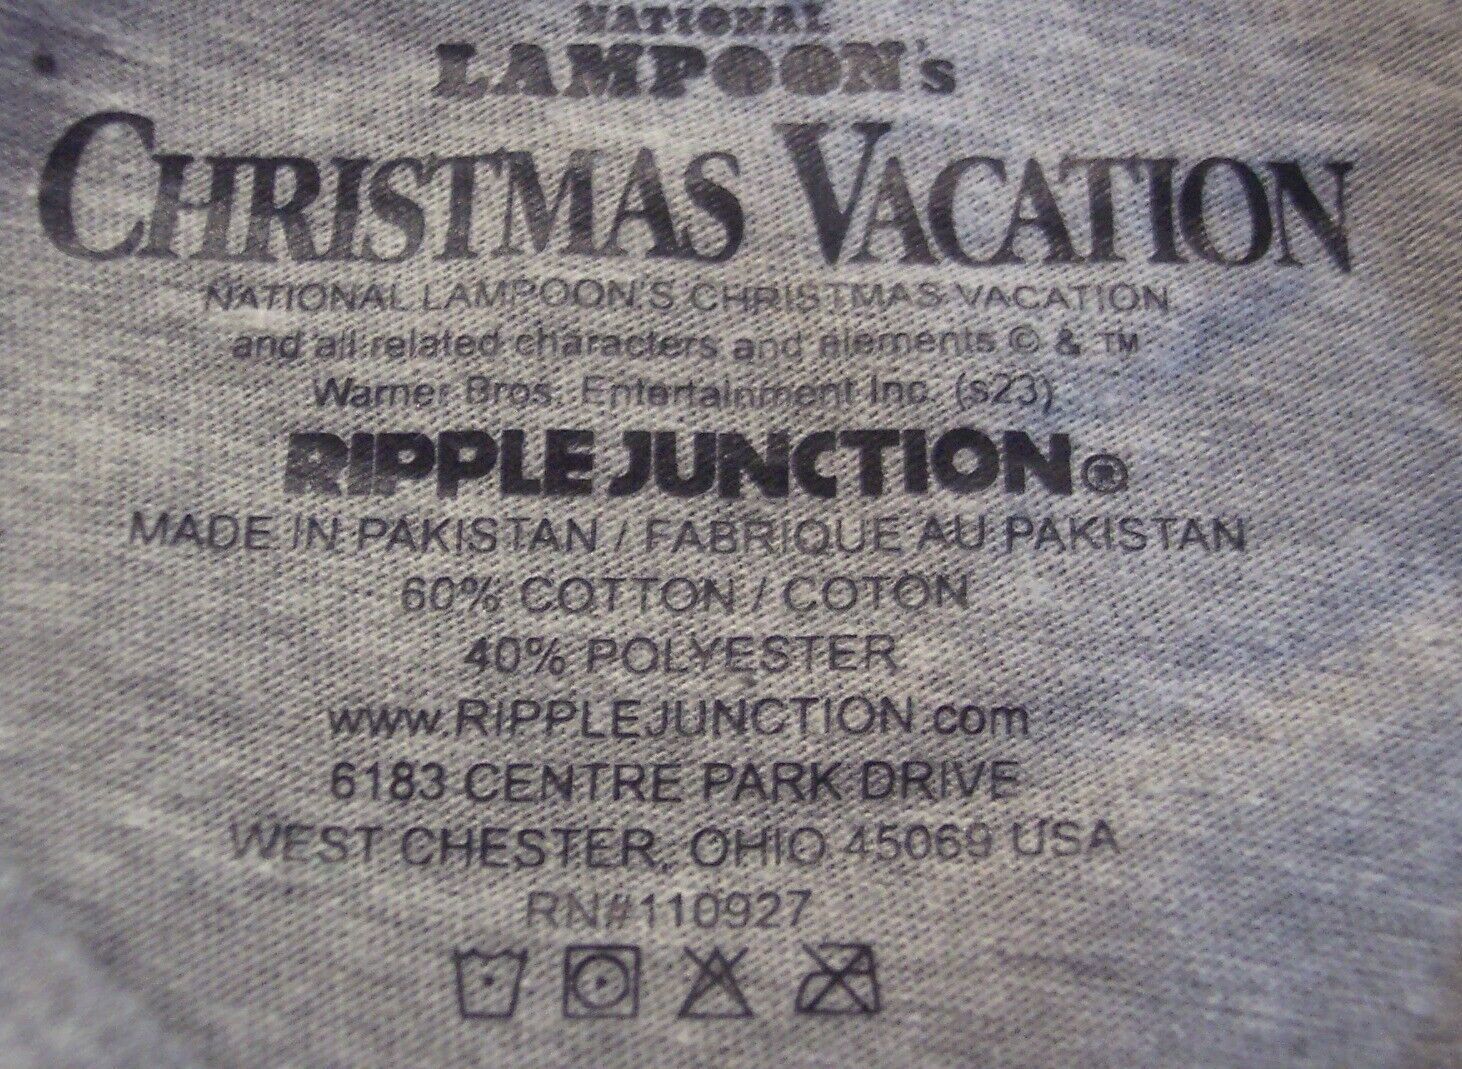 NATIONAL
LAMPOON's
CHRISTMAS VACATION
NATIONAL LAMPOON'S CHRISTMAS VACATION
and all related characters and elements © & ™
Warner Bros. Entertainment Inc. (s23)
RIPPLE JUNCTION®
MADE IN PAKISTAN / FABRIQUE AU PAKISTAN
60% COTTON / COTON
40% POLYESTER
www.RIPPLEJUNCTION.com
6183 CENTRE PARK DRIVE
WEST CHESTER, OHIO 45069 USA
RN#110927